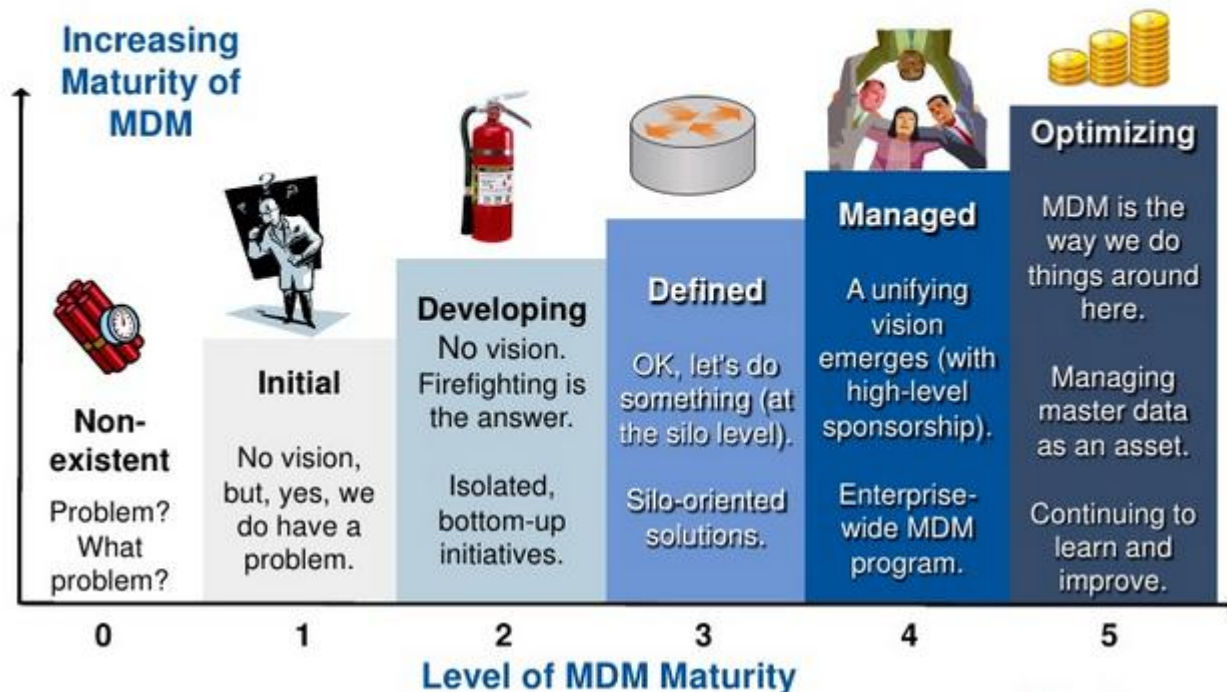 Increasing
Maturity of
MDM
Non-
existent
Problem?
What
problem?
Initial
No vision,
but, yes, we
do have a
problem.
Developing
No vision.
Firefighting is
the answer.
Isolated,
bottom-up
initiatives.
Defined
OK, let's do
something (at
the silo level).
Silo-oriented
solutions.
Managed
A unifying
vision
emerges (with
high-level
sponsorship).
Enterprise-
wide MDM
program.
Optimizing
MDM is the
way we do
things around
here.
Managing
master data
as an asset.
Continuing to
learn and
improve.
0 1 2 3 4 5
Level of MDM Maturity